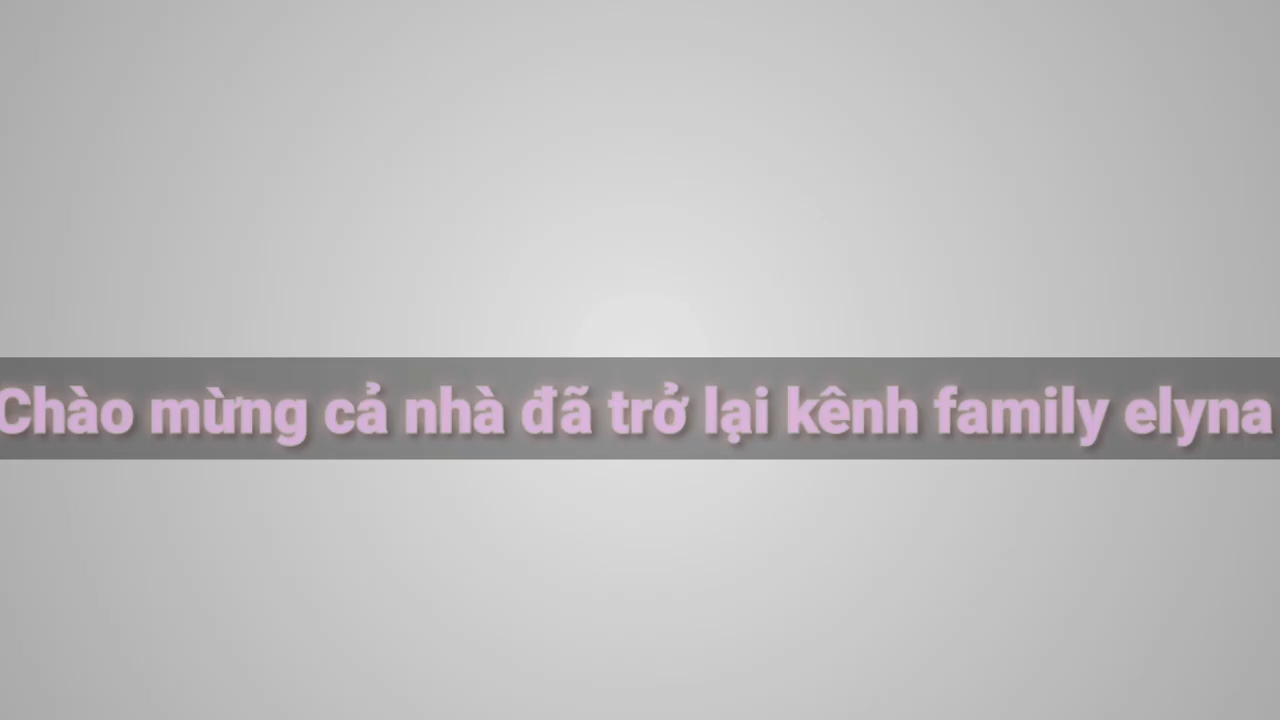 Chào mừng cả nhà đã trở lại kênh family elyna